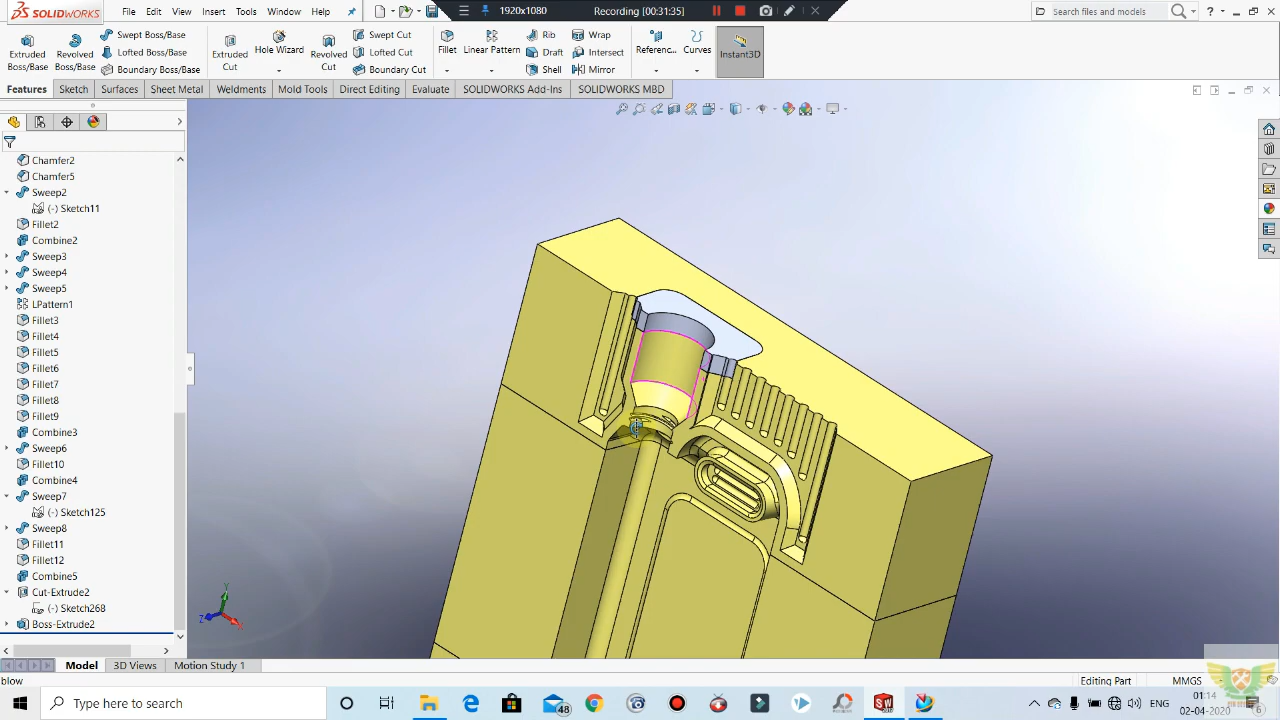 SOLIDWORKS File Edit View Insert Tools Window Help 1920x1080 Recording [00:31:35] Search files and models ?
Extruded Boss/Base Revolved Boss/Base Swept Boss/Base Extruded Cut Hole Wizard Revolved Cut Swept Cut Fillet Linear Pattern Rib Wrap Referenc... Curves Instant3D
Lofted Boss/Base Lofted Cut Draft Intersect
Boundary Boss/Base Boundary Cut Shell Mirror
Features Sketch Surfaces Sheet Metal Weldments Mold Tools Direct Editing Evaluate SOLIDWORKS Add-Ins SOLIDWORKS MBD
Chamfer2
Chamfer5
Sweep2
(-) Sketch11
Fillet2
Combine2
Sweep3
Sweep4
Sweep5
LPattern1
Fillet3
Fillet4
Fillet5
Fillet6
Fillet7
Fillet8
Fillet9
Combine3
Sweep6
Fillet10
Combine4
Sweep7
(-) Sketch125
Sweep8
Fillet11
Fillet12
Combine5
Cut-Extrude2
(-) Sketch268
Boss-Extrude2
Y
Z
X
Model 3D Views Motion Study 1
blow Editing Part MMGS
Type here to search 48 ENG 01:14
02-04-2020 6